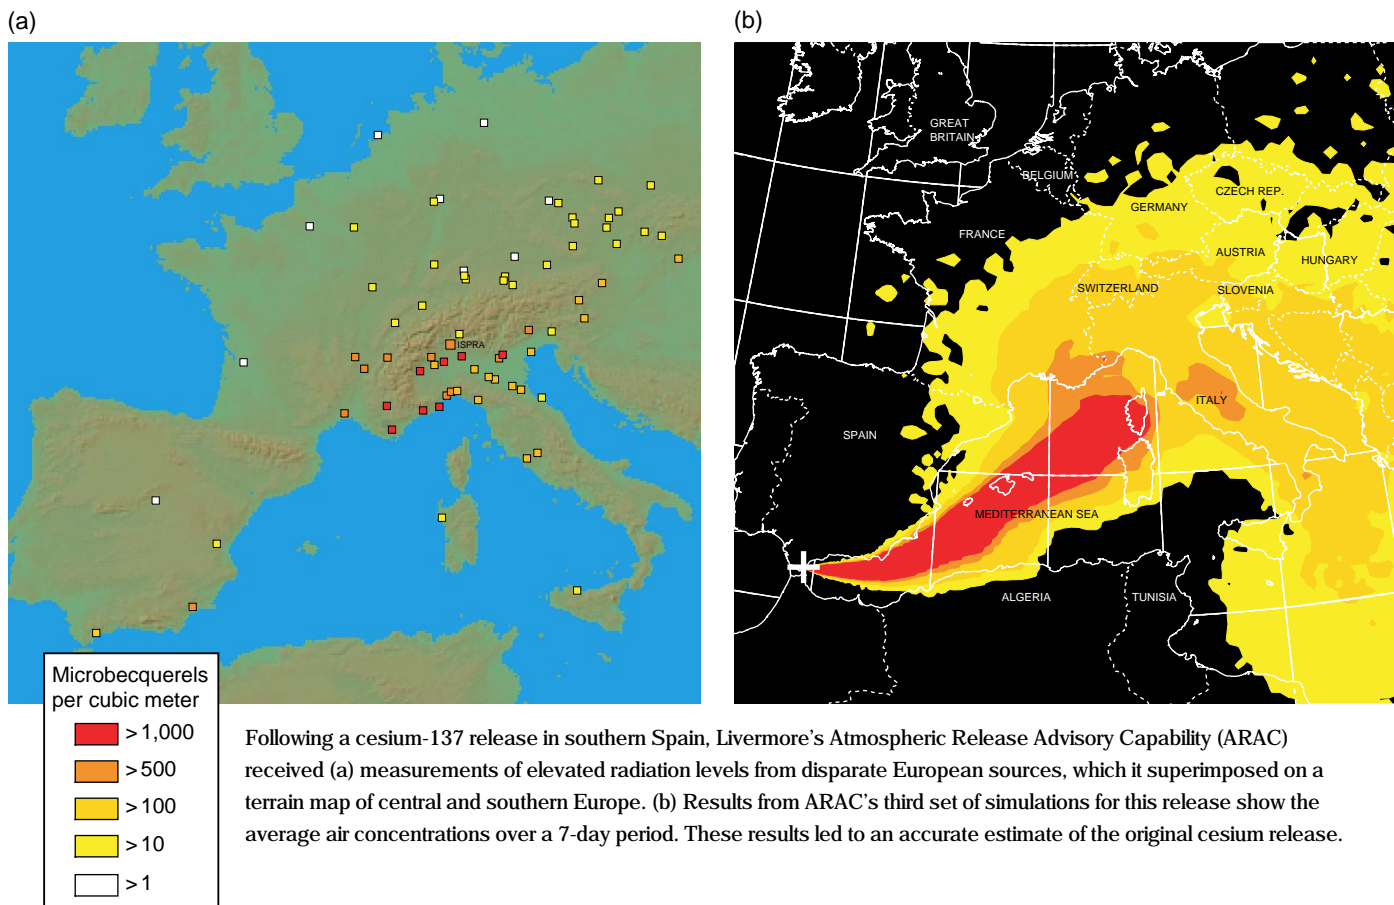 (a)
ISPRA
Microbecquerels
per cubic meter
>1,000
>500
>100
>10
>1
(b)
GREAT
BRITAIN
BELGIUM
GERMANY
CZECH REP.
FRANCE
AUSTRIA
HUNGARY
SWITZERLAND
SLOVENIA
ITALY
SPAIN
MEDITERRANEAN SEA
ALGERIA
TUNISIA
Following a cesium-137 release in southern Spain, Livermore's Atmospheric Release Advisory Capability (ARAC)
received (a) measurements of elevated radiation levels from disparate European sources, which it superimposed on a
terrain map of central and southern Europe. (b) Results from ARAC's third set of simulations for this release show the
average air concentrations over a 7-day period. These results led to an accurate estimate of the original cesium release.